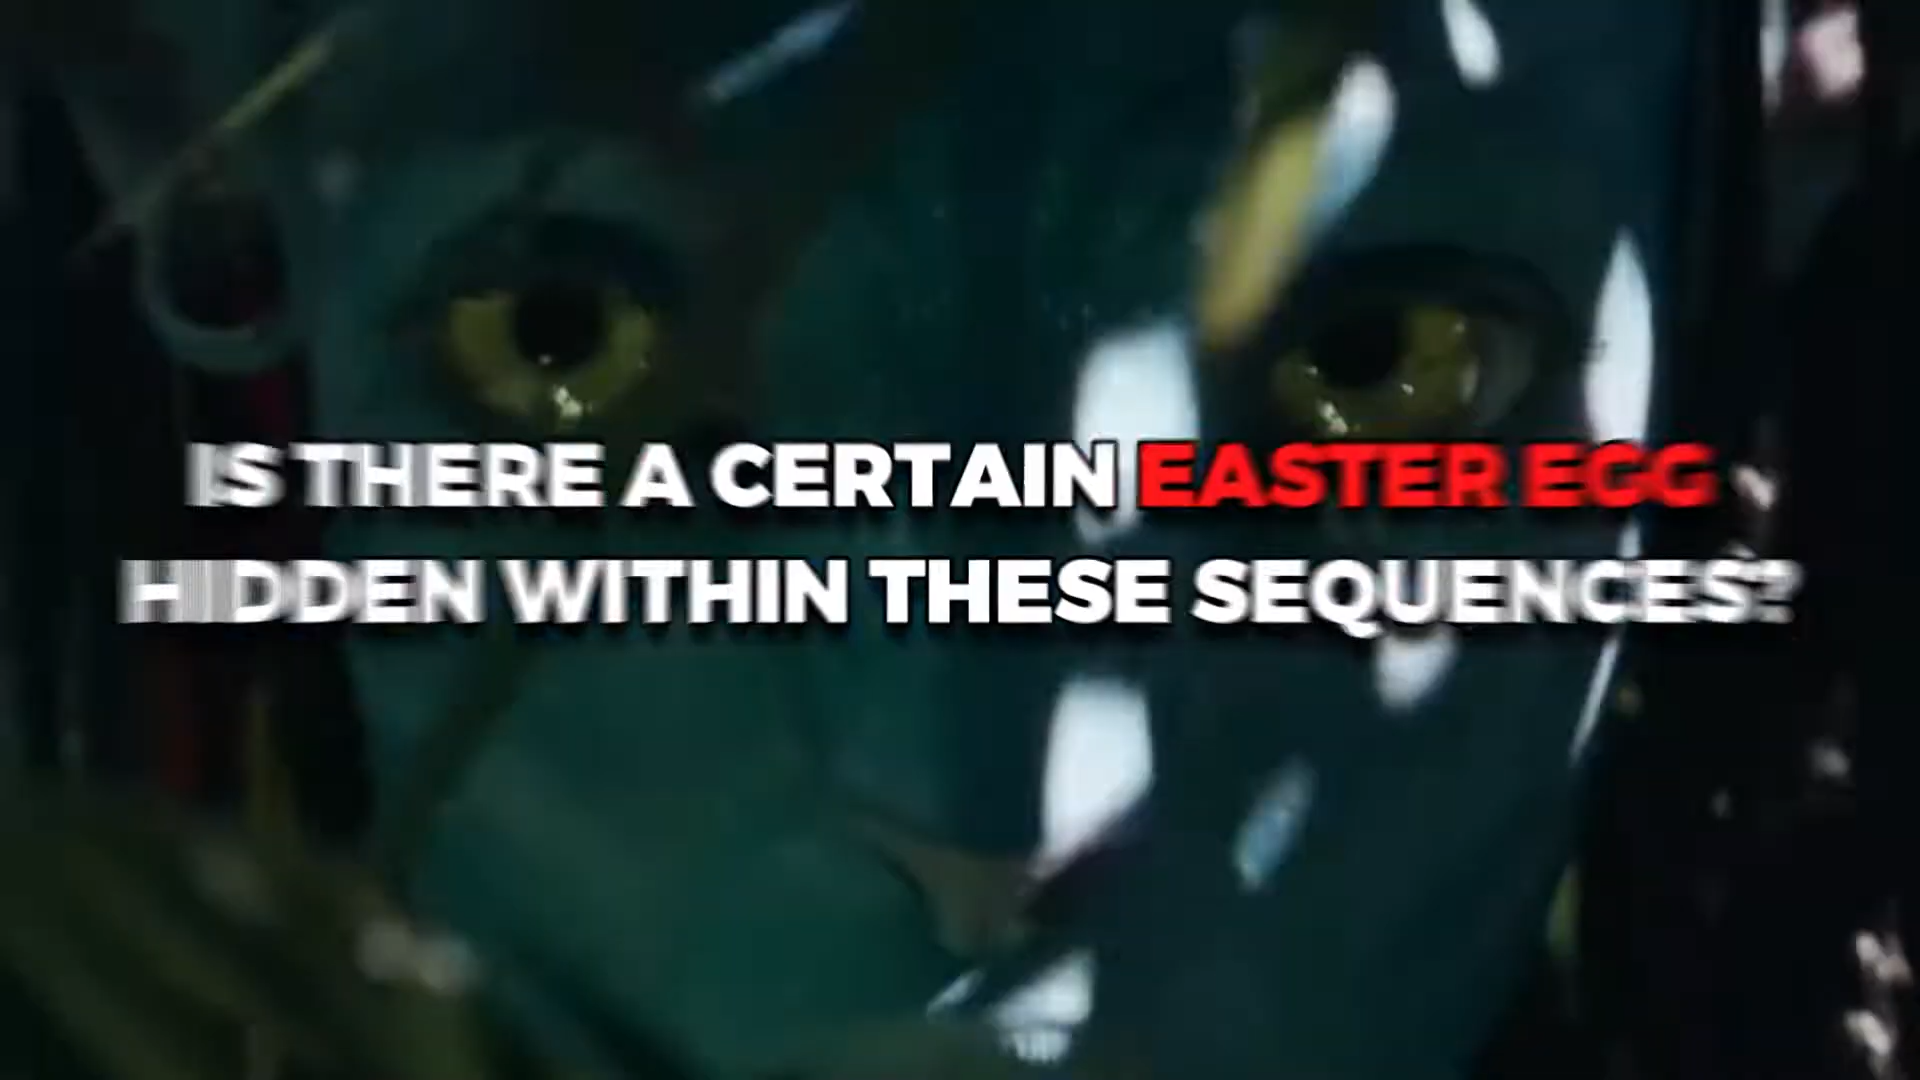 IS THERE A CERTAIN EASTER EGG
HIDDEN WITHIN THESE SEQUENCES?